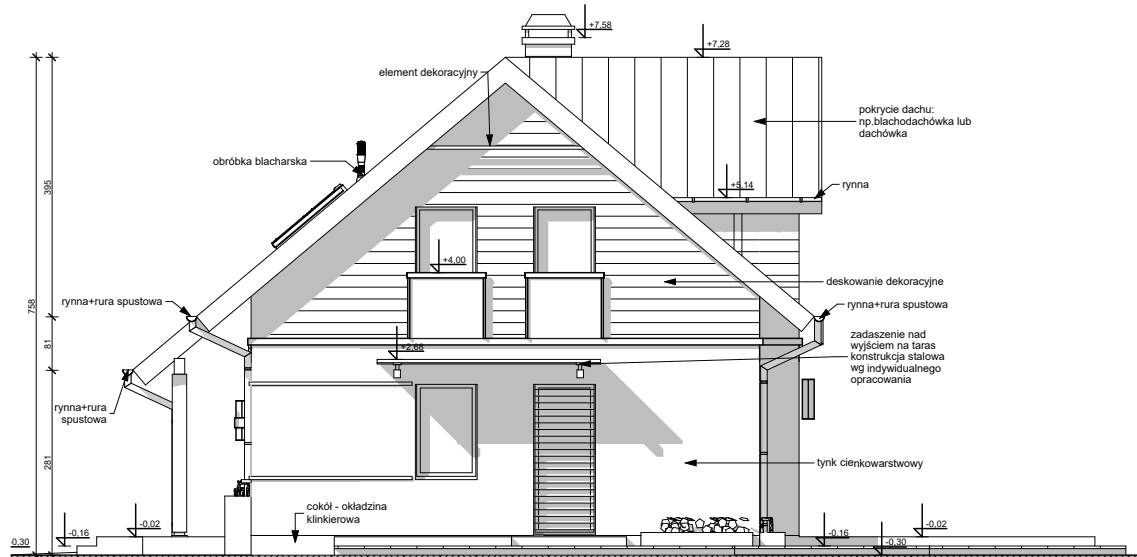 +7,58
+7,28
element dekoracyjny
pokrycie dachu:
np.blachodachówka lub
dachówka
obróbka blacharska
+5,14
rynna
395
+4,00
deskowanie dekoracyjne
rynna+rura spustowa
rynna+rura spustowa
758
81
+2,68
zadaszenie nad
wyjściem na taras
konstrukcja stalowa
wg indywidualnego
opracowania
rynna+rura
spustowa
281
tynk cienkowarstwowy
cokół - okładzina
klinkierowa
0,30
-0,16
-0,02
-0,16
-0,30
-0,02